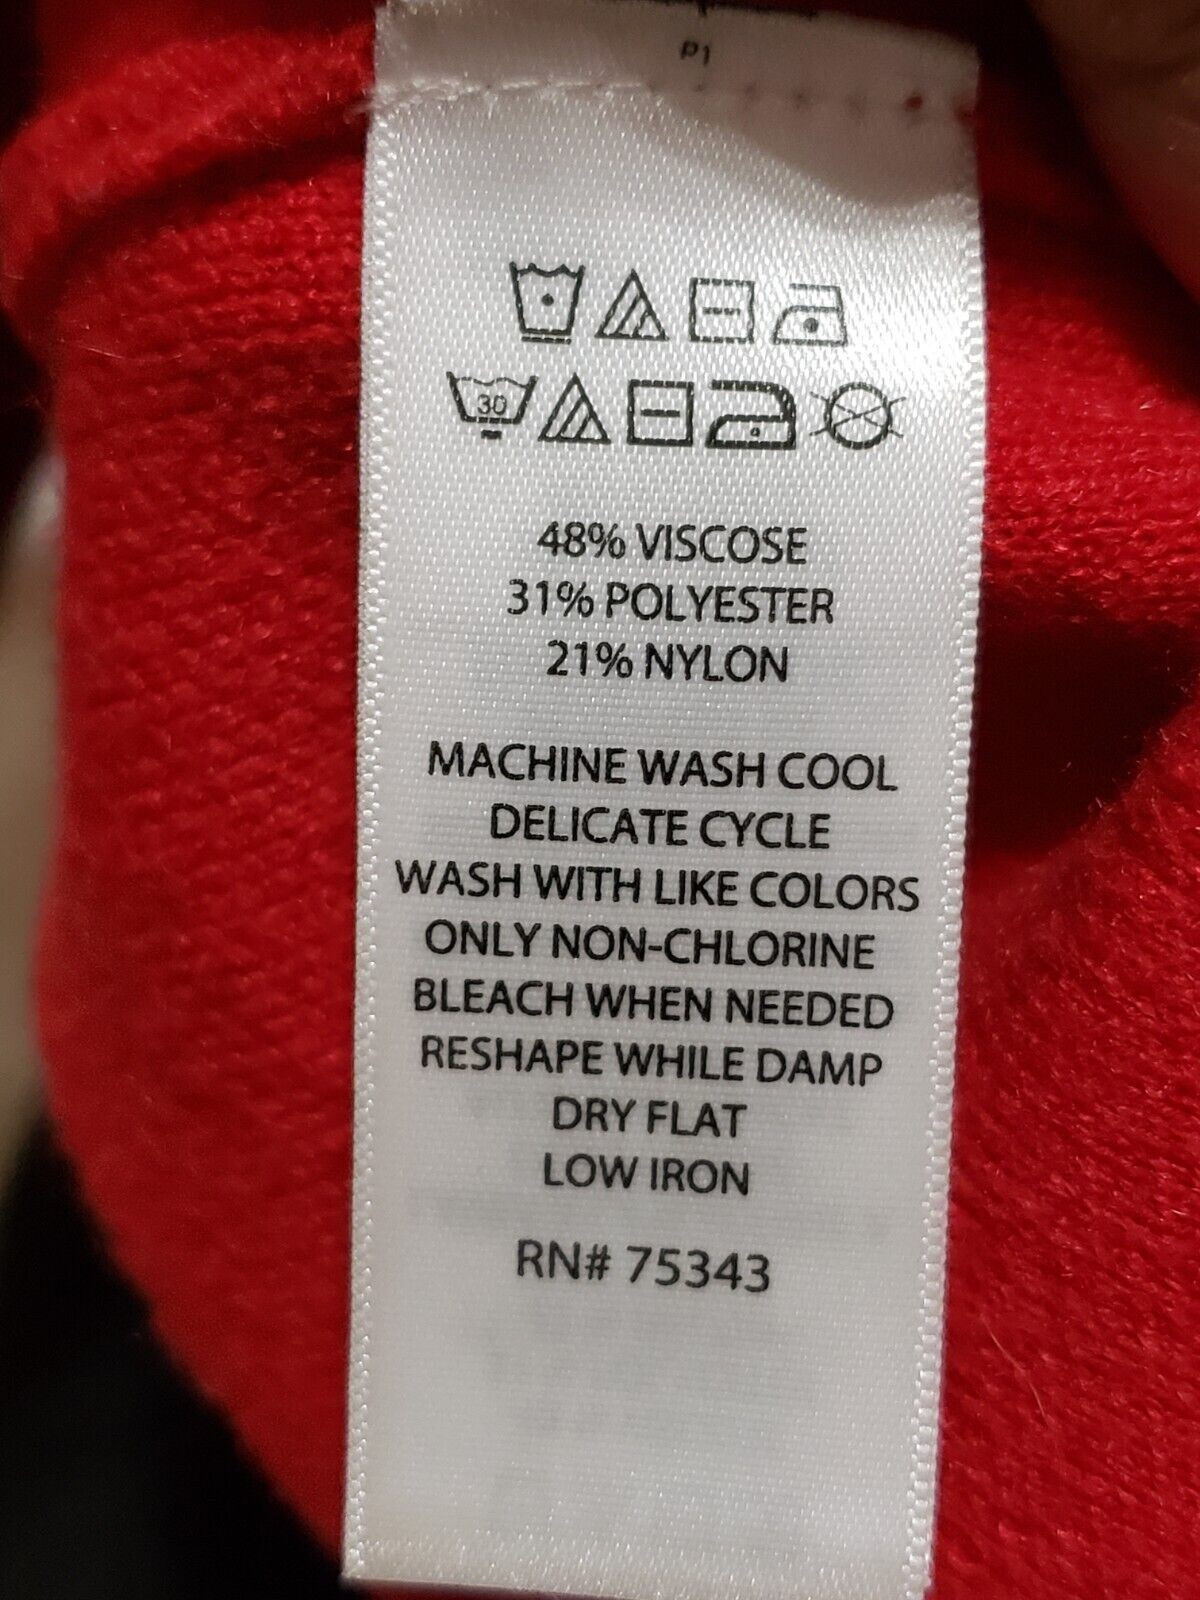 P1
30
48% VISCOSE
31% POLYESTER
21% NYLON
MACHINE WASH COOL
DELICATE CYCLE
WASH WITH LIKE COLORS
ONLY NON-CHLORINE
BLEACH WHEN NEEDED
RESHAPE WHILE DAMP
DRY FLAT
LOW IRON
RN# 75343